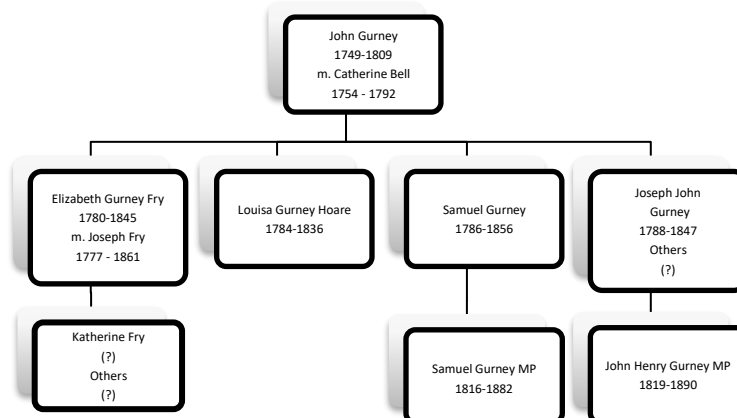 John Gurney
1749-1809
m. Catherine Bell
1754 - 1792
Elizabeth Gurney Fry
1780-1845
m. Joseph Fry
1777 - 1861
Louisa Gurney Hoare
1784-1836
Samuel Gurney
1786-1856
Joseph John
Gurney
1788-1847
Others
(?)
Katherine Fry
(?)
Others
(?)
Samuel Gurney MP
1816-1882
John Henry Gurney MP
1819-1890